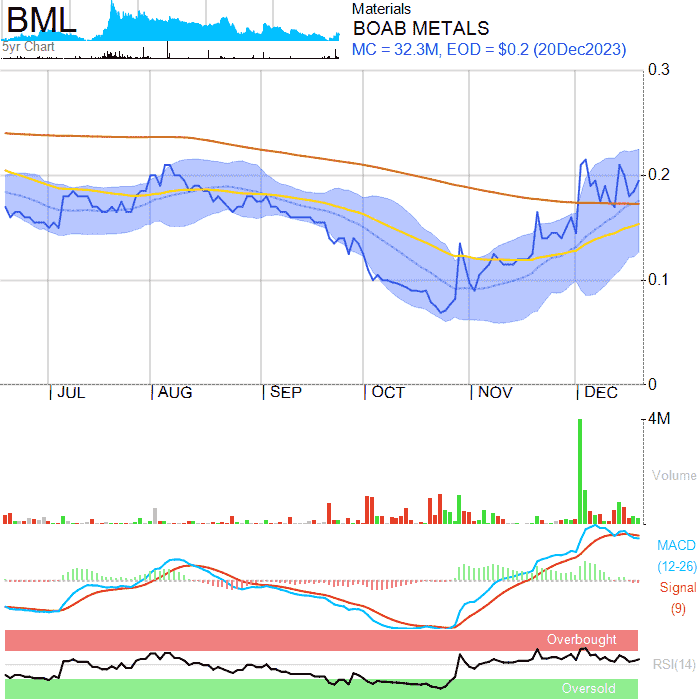 BML
5yr Chart
Materials
BOAB METALS
MC = 32.3M, EOD = $0.2 (20Dec2023)
0.3
0.2
0.1
0
JUL
AUG
SEP
OCT
NOV
DEC
4M
Volume
MACD
(12-26)
Signal
(9)
Overbought
RSI(14)
Oversold